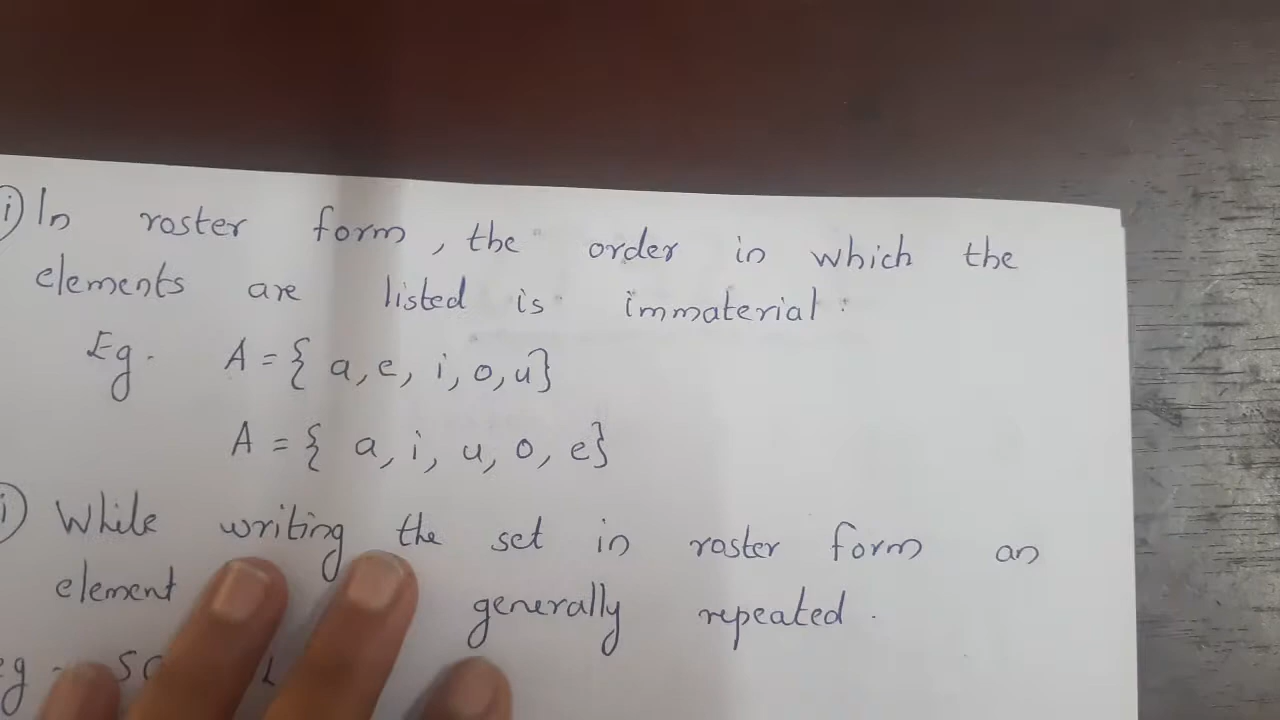 i) In roster form, the order in which the
elements are listed is immaterial.
Eg. A = { a, e, i, o, u}
A = { a, i, u, o, e}
i) While writing the set in roster form an
element generally repeated.
eg -